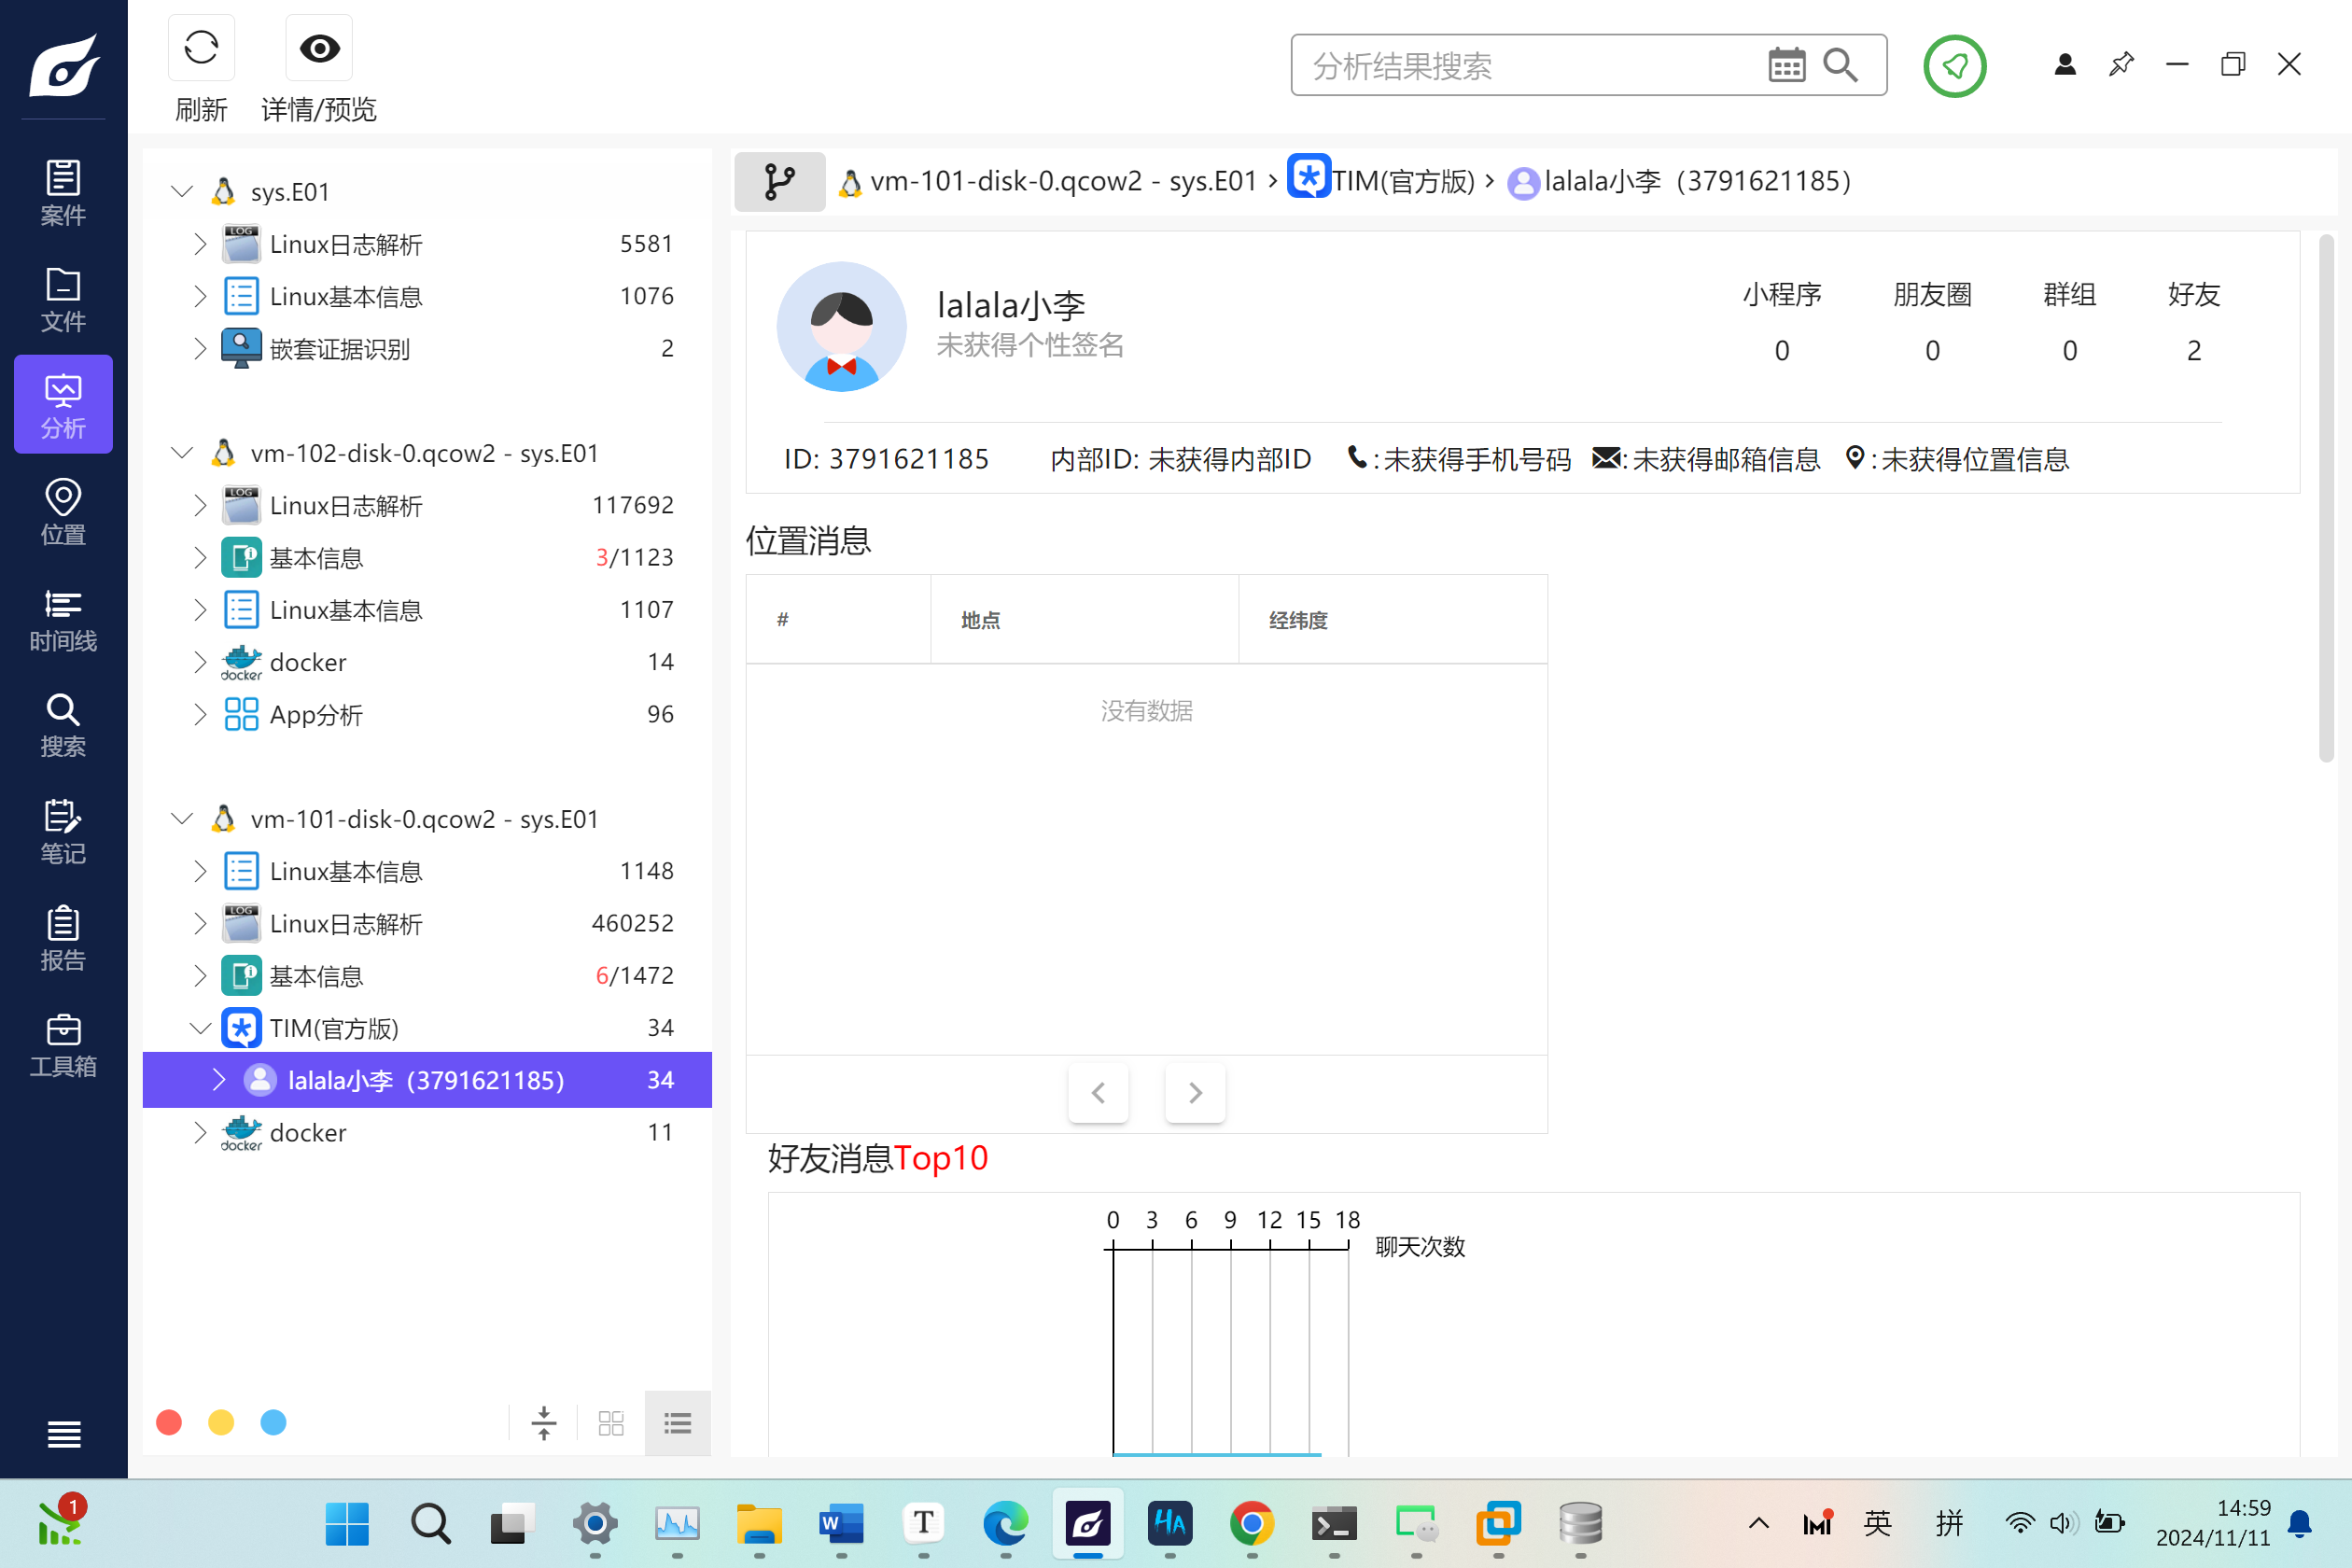 刷新
详情/预览
分析结果搜索
案件
文件
分析
位置
时间线
搜索
笔记
报告
工具箱
sys.E01
LOG Linux日志解析 5581
Linux基本信息 1076
嵌套证据识别 2
vm-102-disk-0.qcow2 - sys.E01
LOG Linux日志解析 117692
基本信息 3/1123
Linux基本信息 1107
docker docker 14
App分析 96
vm-101-disk-0.qcow2 - sys.E01
Linux基本信息 1148
LOG Linux日志解析 460252
基本信息 6/1472
TIM(官方版) 34
lalala小李（3791621185） 34
docker docker 11
vm-101-disk-0.qcow2 - sys.E01 › TIM(官方版) › lalala小李（3791621185）
lalala小李
未获得个性签名
小程序 朋友圈 群组 好友
0 0 0 2
ID: 3791621185 内部ID: 未获得内部ID : 未获得手机号码 : 未获得邮箱信息 : 未获得位置信息
位置消息
# 地点 经纬度
没有数据
好友消息Top10
0 3 6 9 12 15 18
聊天次数
1
W
T
HA
英
拼
14:59
2024/11/11